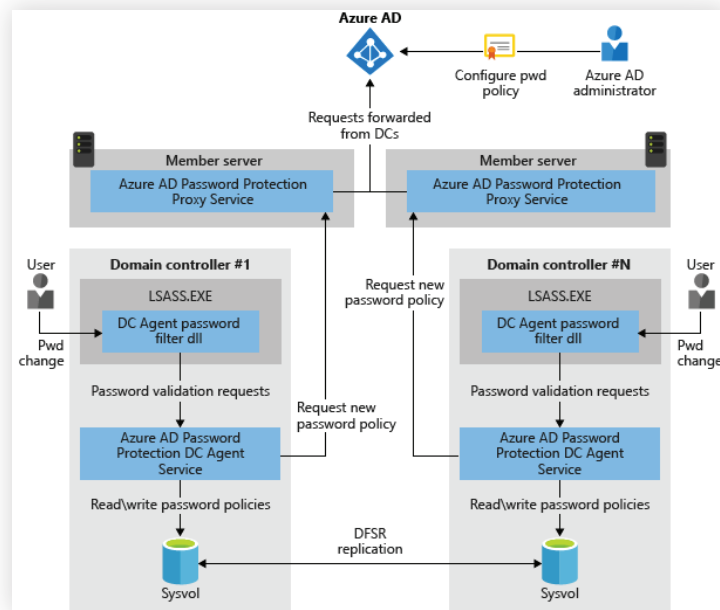 Azure AD
Configure pwd
policy
Azure AD
administrator
Requests forwarded
from DCs
Member server
Azure AD Password Protection
Proxy Service
Member server
Azure AD Password Protection
Proxy Service
User
Pwd
change
Domain controller #1
LSASS.EXE
DC Agent password
filter dll
Password validation requests
Azure AD Password
Protection DC Agent
Service
Read\write password policies
Sysvol
Request new
password policy
Request new
password policy
DFSR
replication
Domain controller #N
LSASS.EXE
DC Agent password
filter dll
Password validation requests
Azure AD Password
Protection DC Agent
Service
Read\write password policies
Sysvol
User
Pwd
change